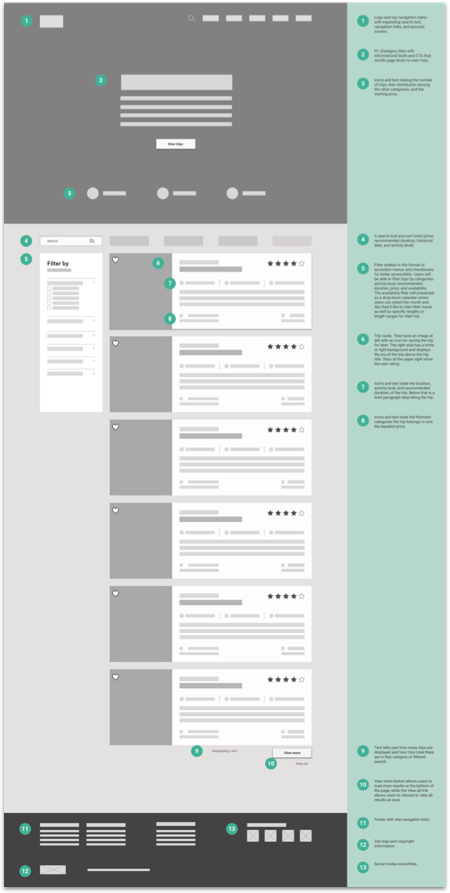 1
1
Logo and top navigation menu
with expanding search tool,
navigation links, and account
access.
2
H1 (Category title) with
informational blurb and CTA that
scrolls page down to view trips.
2
3
Icons and text stating the number
of trips, their distribution among
the other categories, and the
starting price.
View trips
3
4
Search
4
A search tool and sort tools (price,
recommended duration, historical
date, and activity level).
5
Filter by
5
Filter sidebar in the format of
accordion menus and checkboxes
for better accessibility. Users will
be able to filter trips by categories,
activity level, recommended
duration, price, and availability.
The availability filter will presented
as a drop-down calendar where
users can select the month and
day they'd like to start their travel,
as well as specific lengths or
length ranges for their trip.
6
7
8
6
Trip cards. They have an image at
left with an icon for saving the trip
for later. The right side has a white
or light background and displays
the era of the trip above the trip
title. Stars at the upper right show
the user rating.
7
Icons and text state the location,
activity level, and recommended
duration, of the trip. Below that is a
brief paragraph describing the trip.
8
Icons and text state the thematic
categories the trip belongs to and
the baseline price.
9
Displaying x of x
View more
10
View all
9
Text tells user how many trips are
displayed and how trips total there
are in that category or filtered
search.
10
View more button allows users to
load more results at the bottom of
the page, while the View all link
allows users to choose to view all
results at once.
11
13
12
11
Footer with site navigation links.
12
Logo and copyright
information.
13
Social media icons/links.